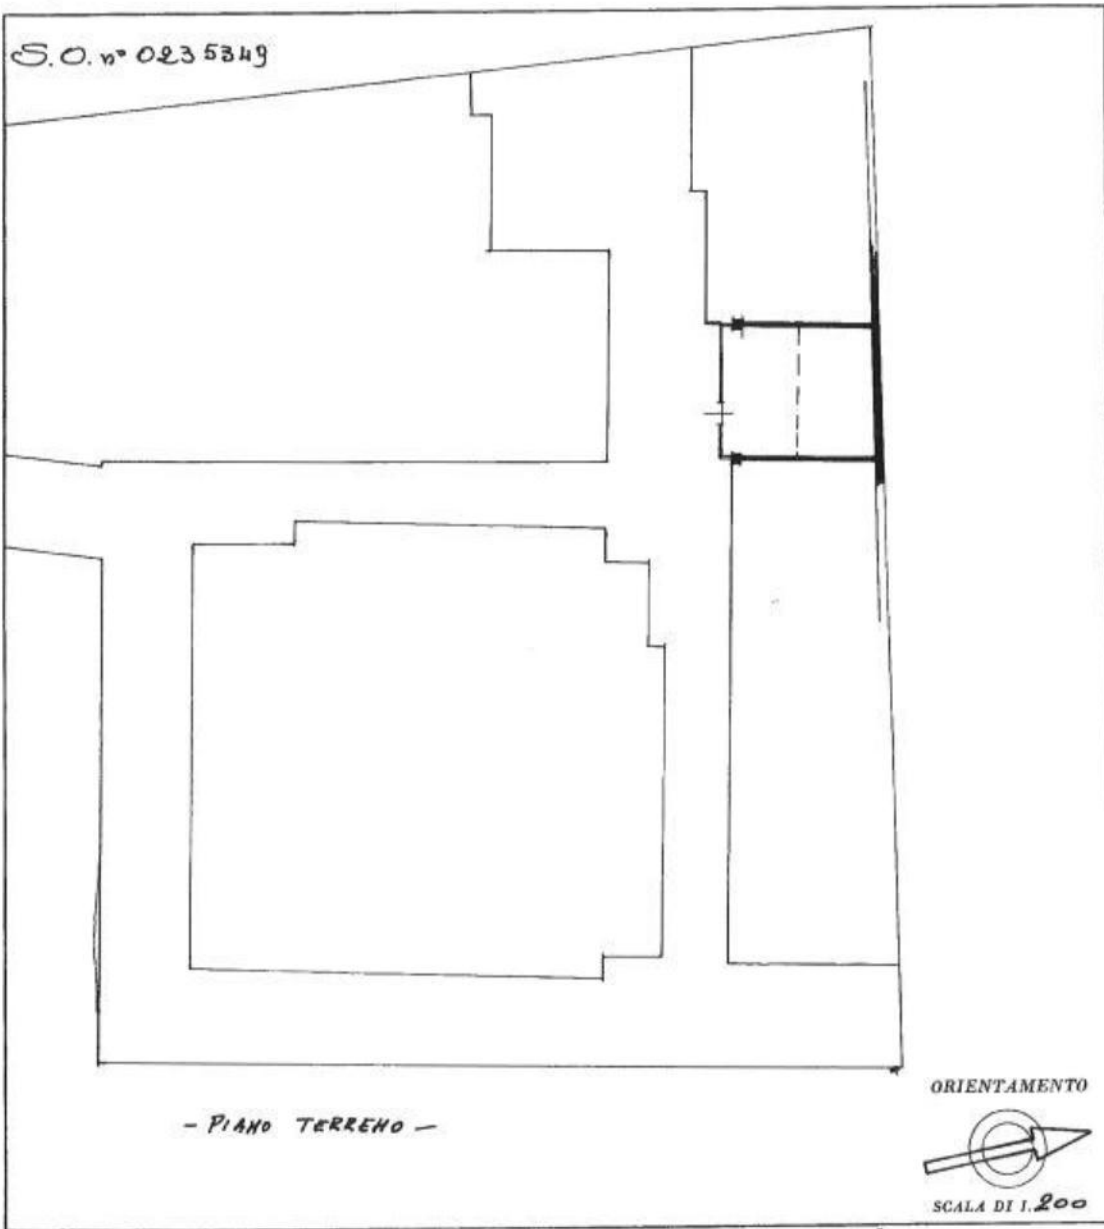 S.O. n° 0235349
- PIANO TERRENO -
ORIENTAMENTO
SCALA DI 1.200